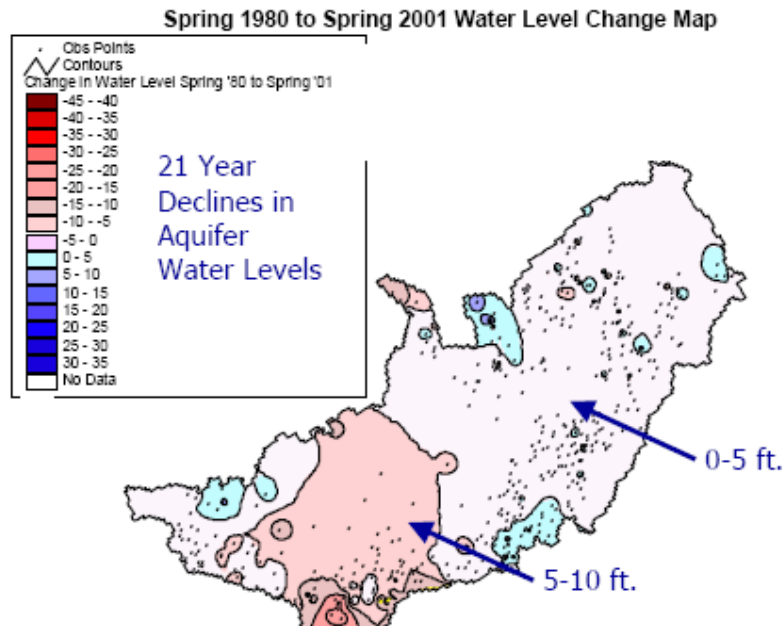 Spring 1980 to Spring 2001 Water Level Change Map
Obs Points
Contours
Change in Water Level Spring '80 to Spring '01
-45 - -40
-40 - -35
-35 - -30
-30 - -25
-25 - -20
-20 - -15
-15 - -10
-10 - -5
-5 - 0
0 - 5
5 - 10
10 - 15
15 - 20
20 - 25
25 - 30
30 - 35
No Data
21 Year
Declines in
Aquifer
Water Levels
0-5 ft.
5-10 ft.